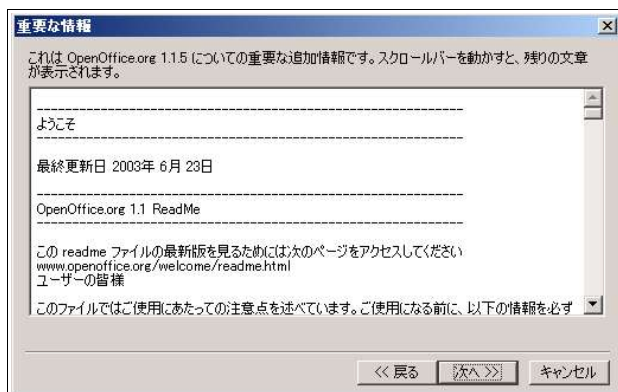 重要な情報
これは OpenOffice.org 1.1.5 についての重要な追加情報です。スクロールバーを動かすと、残りの文章
が表示されます。
------------------------------------------------------------
ようこそ
------------------------------------------------------------
最終更新日 2003年 6月 23日
------------------------------------------------------------
OpenOffice.org 1.1 ReadMe
------------------------------------------------------------
この readme ファイルの最新版を見るためには次のページをアクセスしてください
www.openoffice.org/welcome/readme.html
ユーザーの皆様
このファイルではご使用にあたっての注意点を述べています。ご使用になる前に、以下の情報を必ず
<< 戻る 次へ >> キャンセル